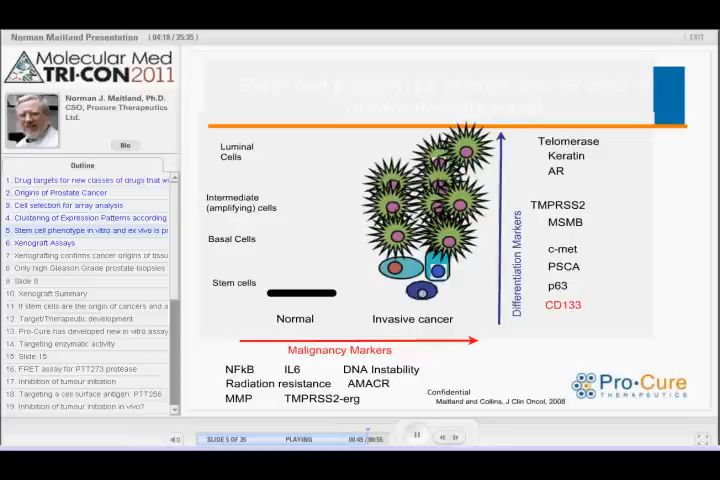 Norman Maitland Presentation (04:18 / 25:35)
EXIT
Molecular Med
TRI-CON 2011
Norman J. Maitland, Ph.D.
CSO, Procure Therapeutics
Ltd.
Bio
Outline
1. Drug targets for new classes of drugs that wi
2. Origins of Prostate Cancer
3. Cell selection for array analysis
4. Clustering of Expression Patterns according
5. Stem cell phenotype in vitro and ex vivo is p
6. Xenograft Assays
7. Xenografting confirms cancer origins of tissu
8. Only high Gleason Grade prostate biopsies
9. Slide 9
10. Xenograft Summary
11. If stem cells are the origin of cancers and a
12. Target/Therapeutic development
13. Pro-Cure has developed new in vitro assay
14. Targeting enzymatic activity
15. Slide 15
16. FRET assay for PTT273 protease
17. Inhibition of tumour initiation
18. Targeting a cell surface antigen: PTT256
19. Inhibition of tumour initiation in vivo?
Luminal
Cells
Intermediate
(amplifying) cells
Basal Cells
Stem cells
Normal
Invasive cancer
Differentiation Markers
Telomerase
Keratin
AR
TMPRSS2
MSMB
c-met
PSCA
p63
CD133
Malignancy Markers
NFkB IL6 DNA Instability
Radiation resistance AMACR
MMP TMPRSS2-erg
Confidential
Maitland and Collins, J Clin Oncol, 2008
Pro·Cure
THERAPEUTICS
SLIDE 5 OF 35 PLAYING 00:49 / 00:55